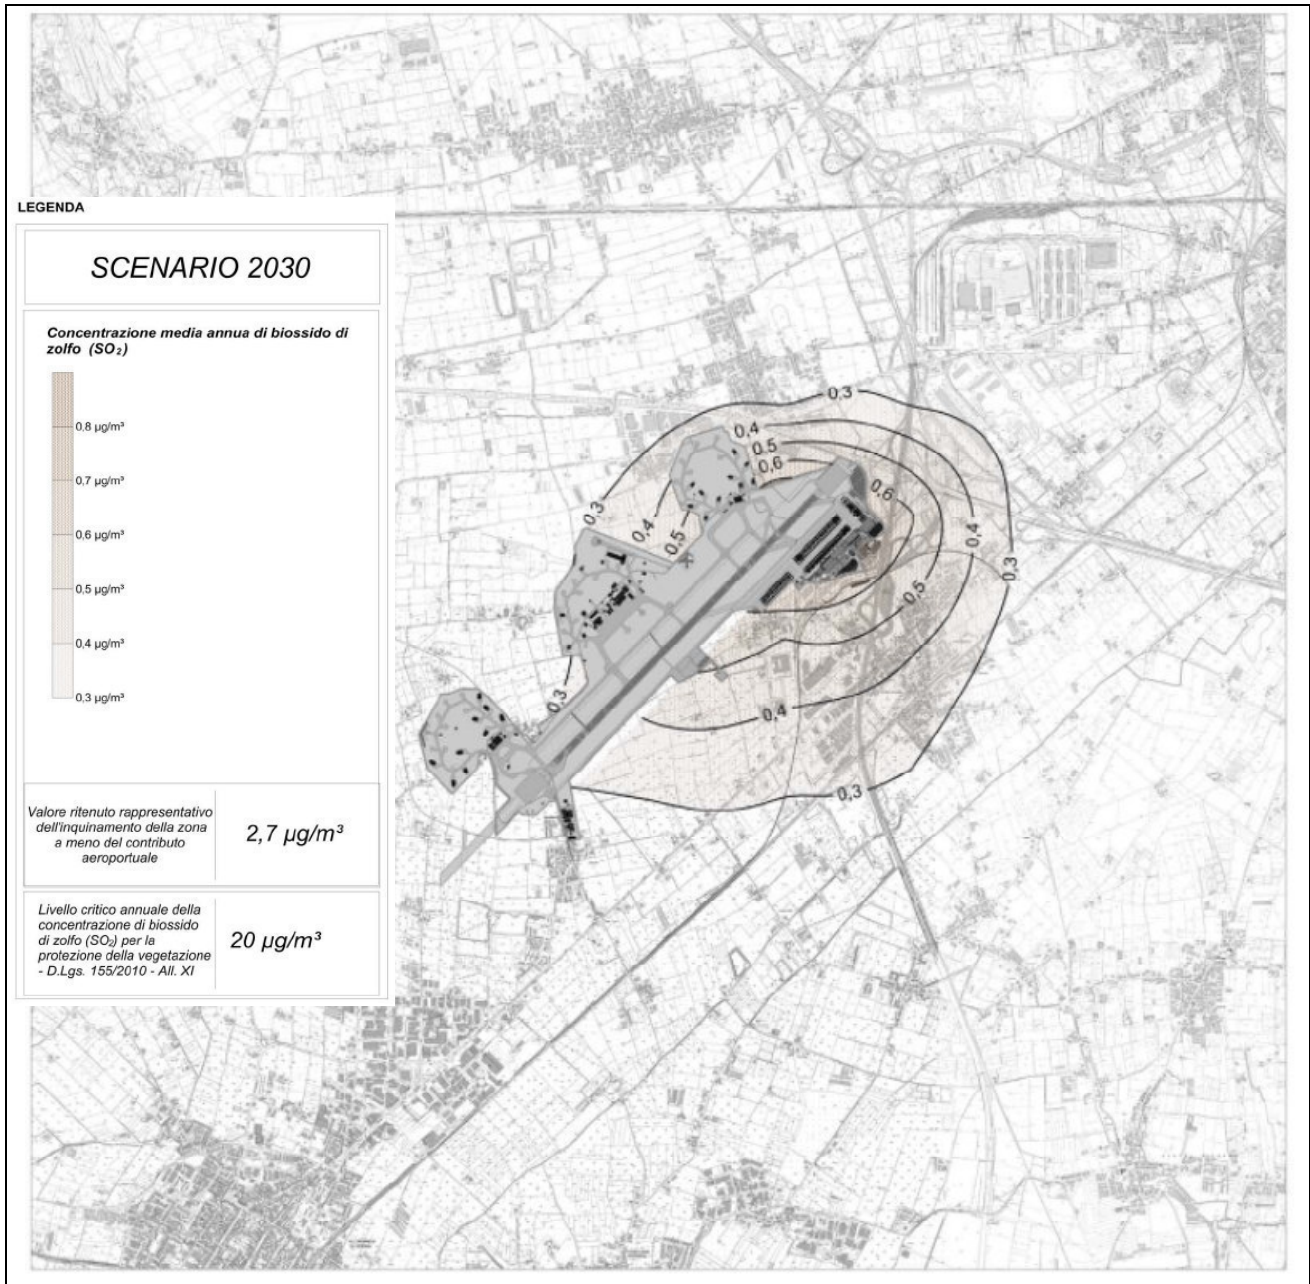 LEGENDA
SCENARIO 2030
Concentrazione media annua di biossido di
zolfo (SO₂)
0,8 µg/m³
0,7 µg/m³
0,6 µg/m³
0,5 µg/m³
0,4 µg/m³
0,3 µg/m³
Valore ritenuto rappresentativo
dell'inquinamento della zona
a meno del contributo
aeroportuale
2,7 µg/m³
Livello critico annuale della
concentrazione di biossido
di zolfo (SO₂) per la
protezione della vegetazione
- D.Lgs. 155/2010 - All. XI
20 µg/m³
0,3
0,4
0,5
0,6
0,6
0,3
0,4
0,5
0,4
0,3
0,5
0,3
0,4
0,3